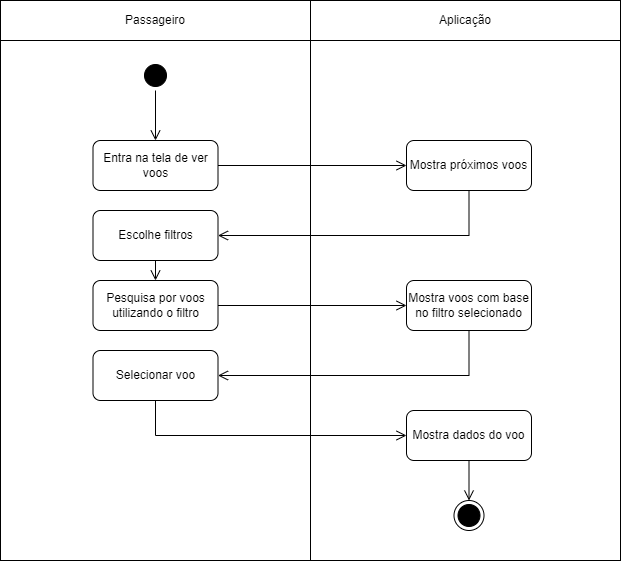 Passageiro
Aplicação
Entra na tela de ver
voos
Mostra próximos voos
Escolhe filtros
Pesquisa por voos
utilizando o filtro
Mostra voos com base
no filtro selecionado
Selecionar voo
Mostra dados do voo